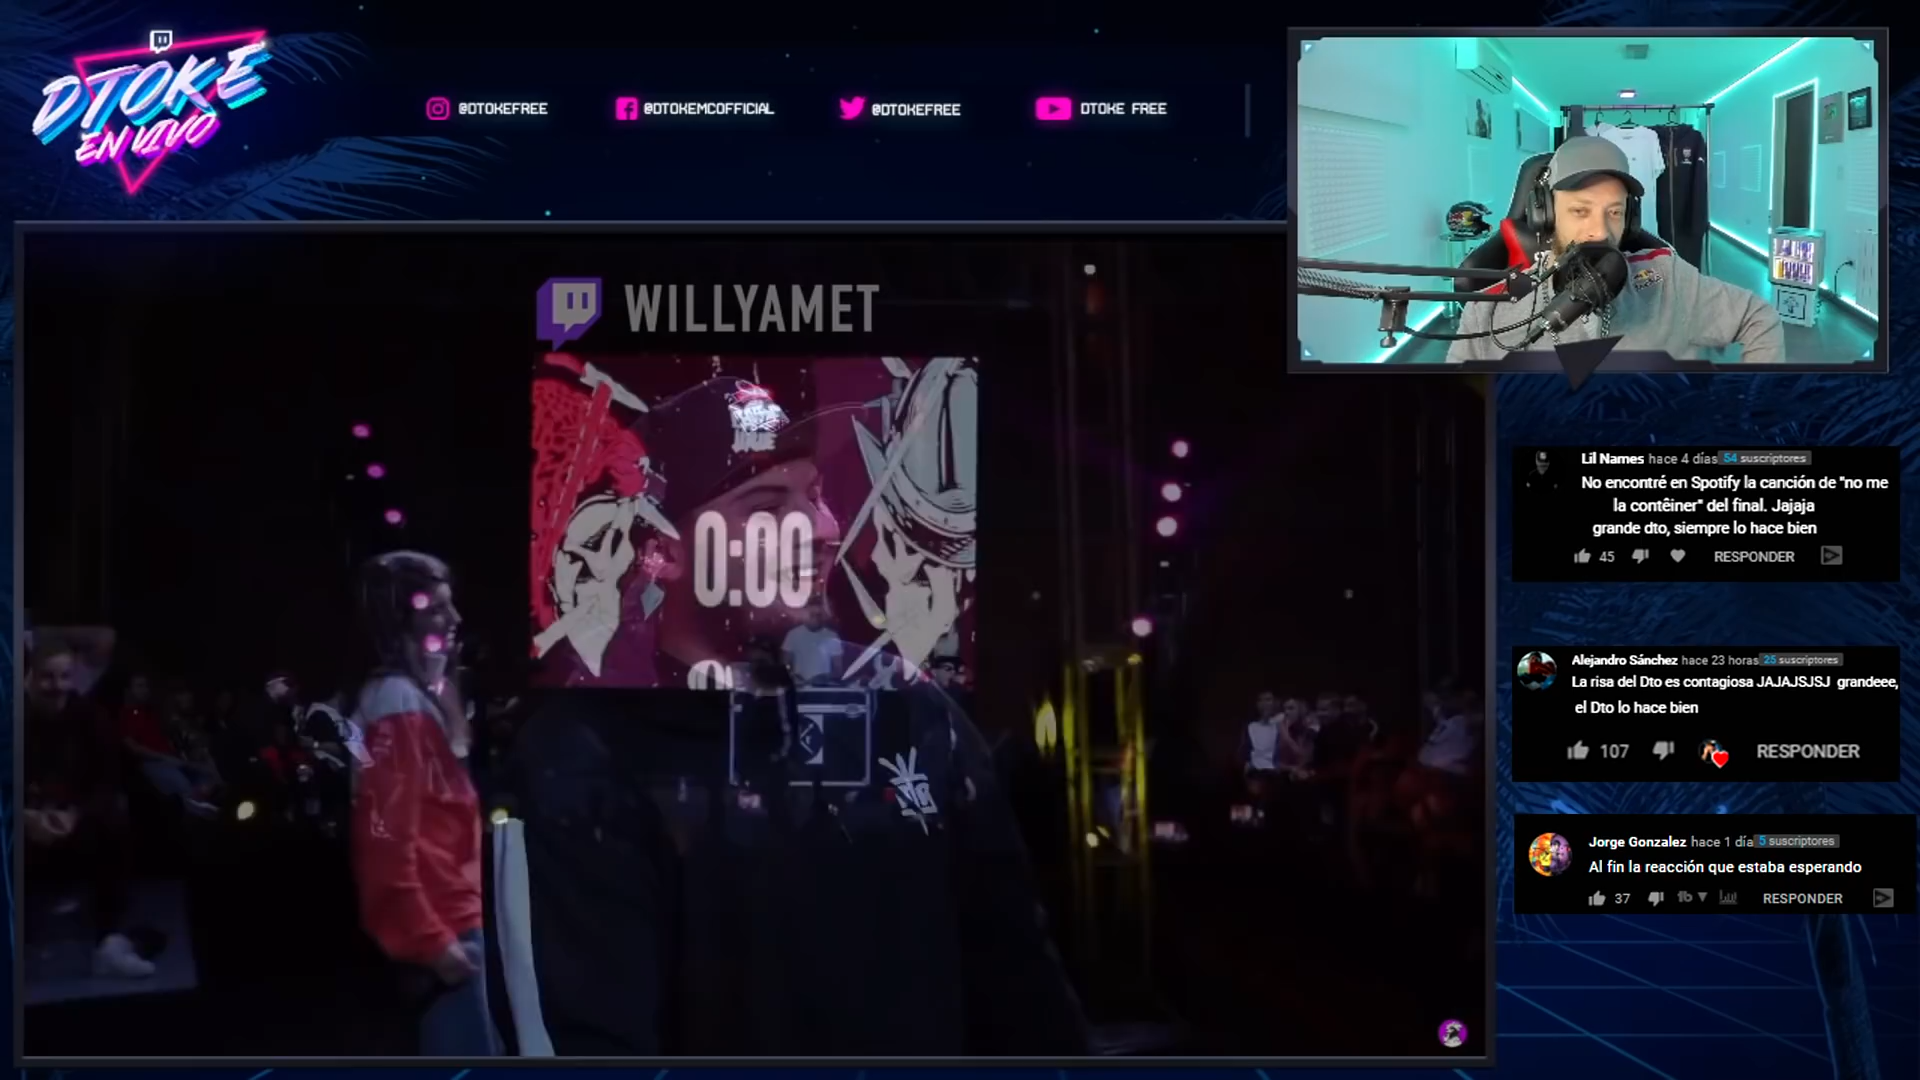 DTOKE
EN VIVO
@DTOKEFREE
@DTOKEMCOFFICIAL
@DTOKEFREE
DTOKE FREE
WILLYAMET
0:00
Lil Names hace 4 días 54 suscriptores
No encontré en Spotify la canción de "no me
la contêiner" del final. Jajaja
grande dto, siempre lo hace bien
45 RESPONDER
Alejandro Sánchez hace 23 horas 25 suscriptores
La risa del Dto es contagiosa JAJAJSJSJ grandeee,
el Dto lo hace bien
107 RESPONDER
Jorge Gonzalez hace 1 día 5 suscriptores
Al fin la reacción que estaba esperando
37 RESPONDER